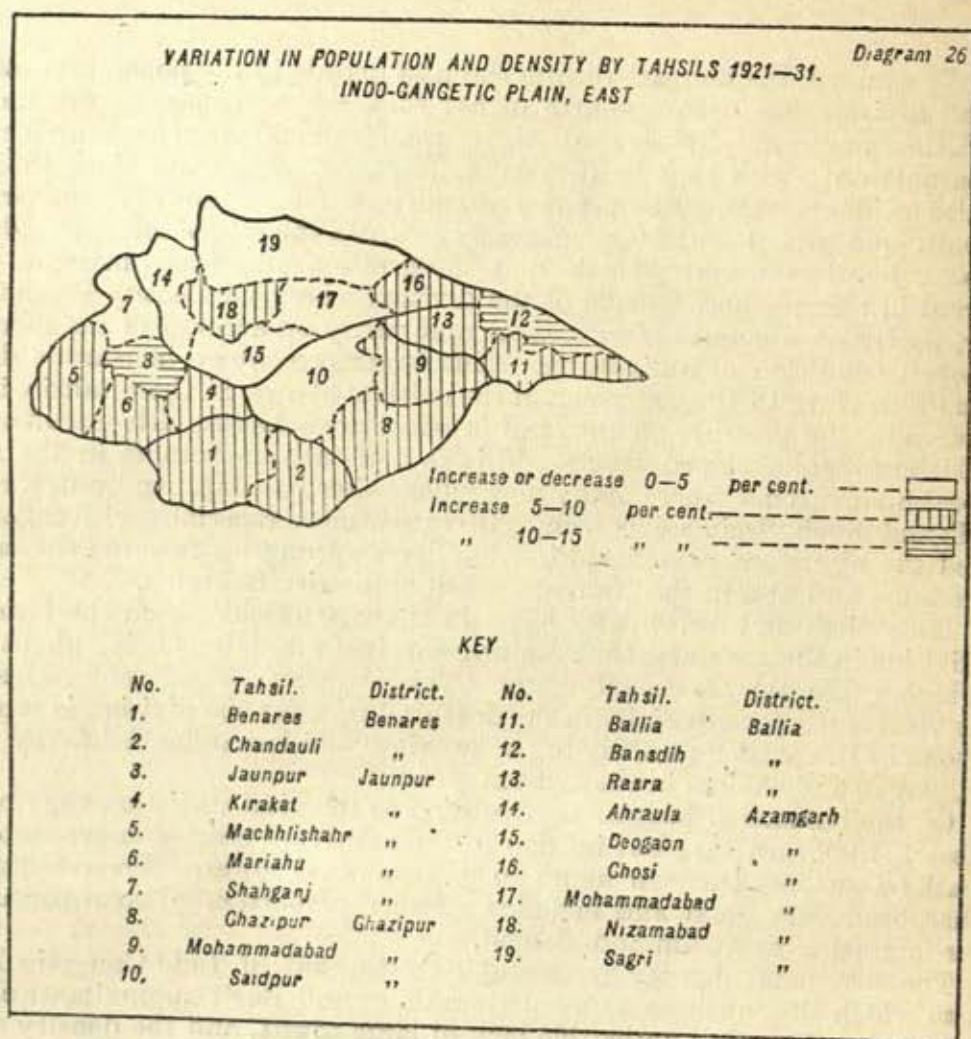 Diagram 26
VARIATION IN POPULATION AND DENSITY BY TAHSILS 1921—31.
INDO-GANGETIC PLAIN, EAST
19
14
16
7
18
17
13
12
15
3
9
11
5
10
6
4
8
1
2
Increase or decrease 0—5 per cent.
Increase 5—10 per cent.
„ 10—15 „ „
KEY
No. Tahsil. District. No. Tahsil. District.
1. Benares Benares 11. Ballia Ballia
2. Chandauli „ 12. Bansdih „
3. Jaunpur Jaunpur 13. Rasra „
4. Kirakat „ 14. Ahraula Azamgarh
5. Machhlishahr „ 15. Deogaon „
6. Mariahu „ 16. Ghosi „
7. Shahganj „ 17. Mohammadabad „
8. Ghazipur Ghazipur 18. Nizamabad „
9. Mohammadabad „ 19. Sagri „
10. Saidpur „